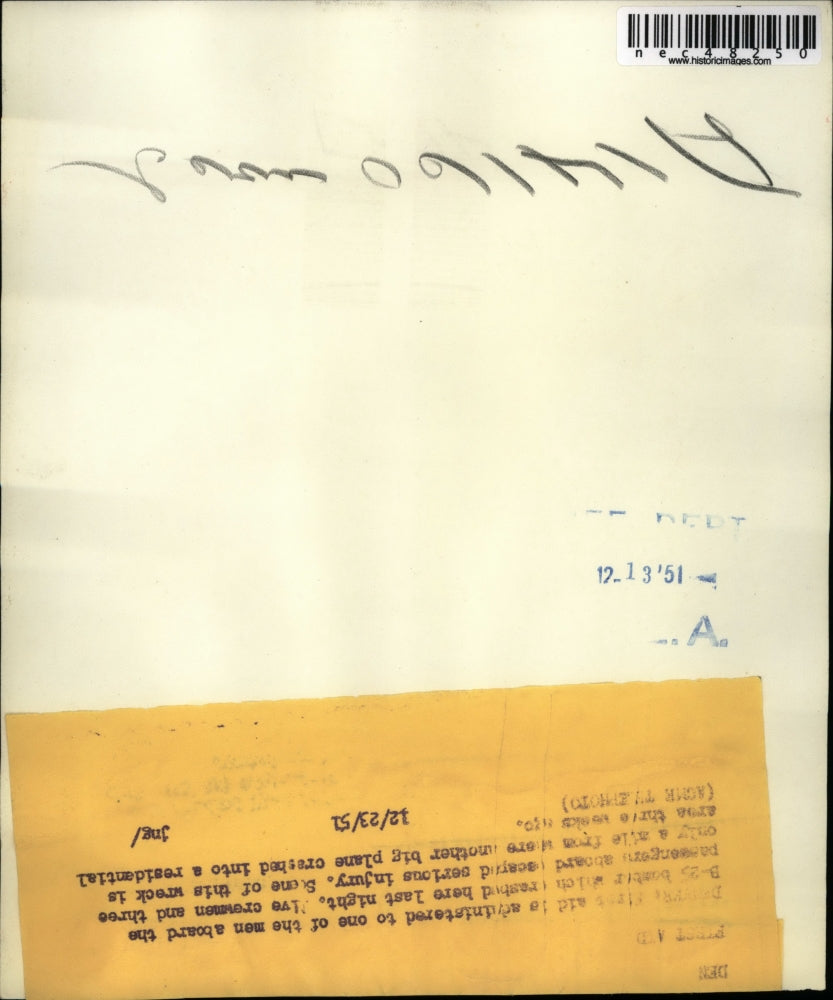 nec48250
www.historicimages.com
DEPT
12-13'51
A.
DEN
FIRST AID
DENVER: First aid is administered to one of the men aboard the
B-25 bomber which crashed here last night. Five crewmen and three
passengers aboard escaped serious injury. Scene of this wreck is
only a mile from where another big plane crashed into a residential
area three weeks ago.
(ACME TELEPHOTO)
12/23/51
jng/